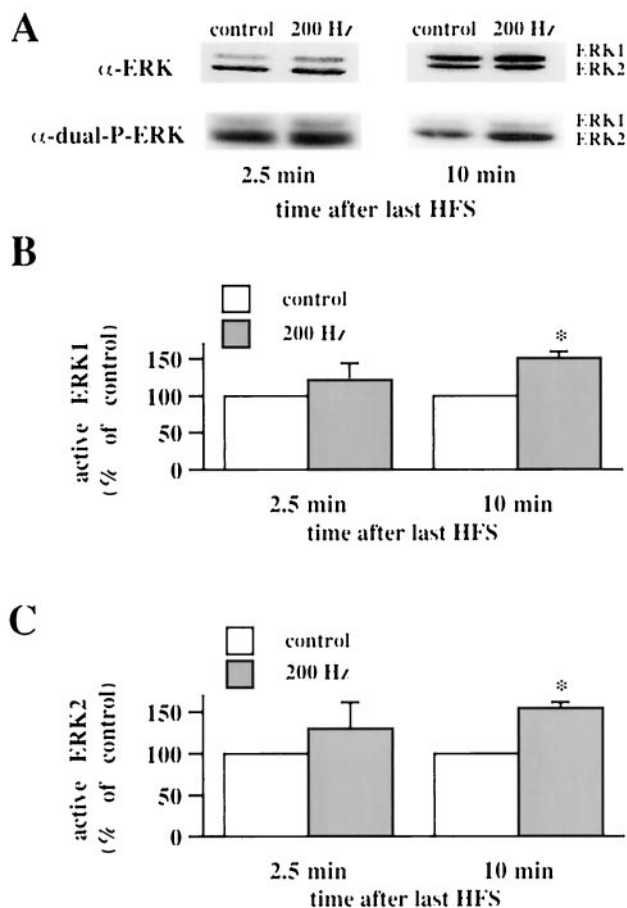 A
control 200 Hz
α-ERK
ERK1
ERK2
α-dual-P-ERK
ERK1
ERK2
2.5 min 10 min
time after last HFS
B
control
200 Hz
active ERK1
(% of control)
150
100
50
0
*
2.5 min 10 min
time after last HFS
C
control
200 Hz
active ERK2
(% of control)
150
100
50
0
*
2.5 min 10 min
time after last HFS